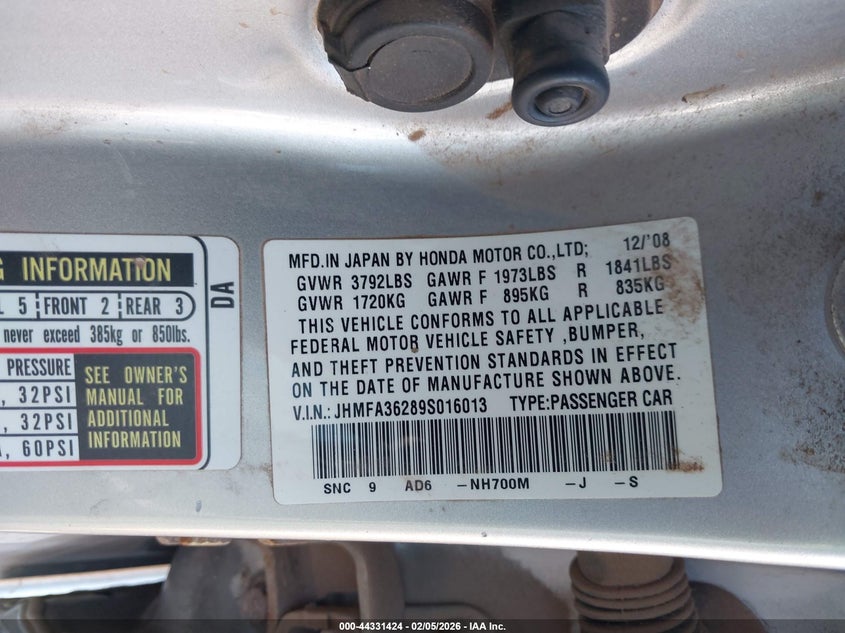 G INFORMATION
L 5 FRONT 2 REAR 3
never exceed 385kg or 850lbs.
PRESSURE
, 32PSI
, 32PSI
A, 60PSI
SEE OWNER'S
MANUAL FOR
ADDITIONAL
INFORMATION
DA
MFD.IN JAPAN BY HONDA MOTOR CO.,LTD; 12/'08
GVWR 3792LBS GAWR F 1973LBS R 1841LBS
GVWR 1720KG GAWR F 895KG R 835KG
THIS VEHICLE CONFORMS TO ALL APPLICABLE
FEDERAL MOTOR VEHICLE SAFETY ,BUMPER,
AND THEFT PREVENTION STANDARDS IN EFFECT
ON THE DATE OF MANUFACTURE SHOWN ABOVE.
V.I.N.: JHMFA36289S016013 TYPE:PASSENGER CAR
SNC 9 AD6 -NH700M -J -S
000-44331424 - 02/05/2026 - IAA Inc.